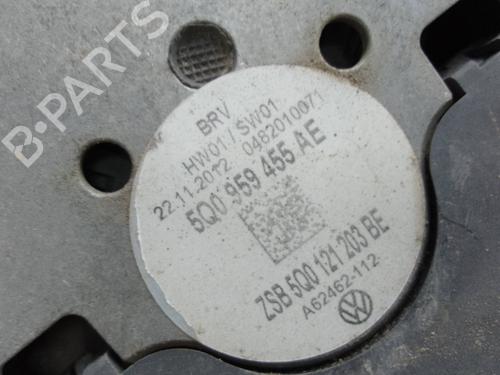 B-PARTS
BRV
HW01 / SW01
22.11.2012 0482010071
5Q0 959 455 AE
ZSB 5Q0 121 203 BE
A62462-112